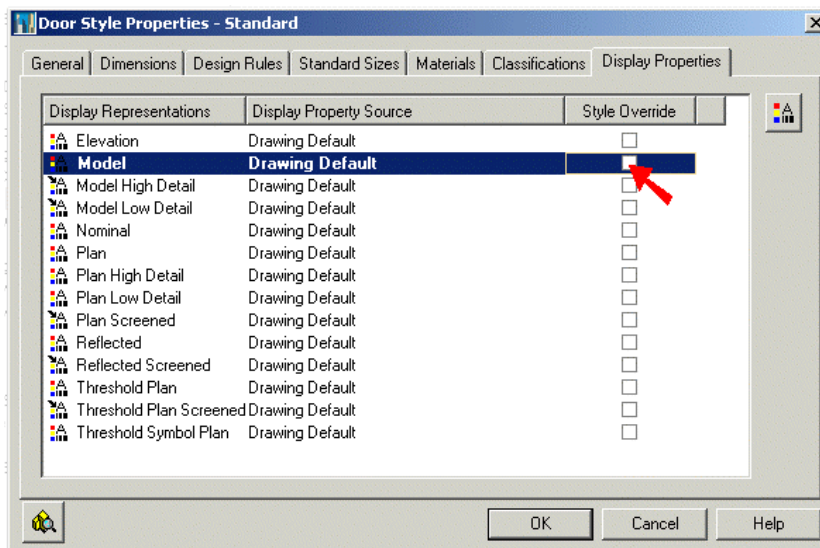 Door Style Properties - Standard
General Dimensions Design Rules Standard Sizes Materials Classifications Display Properties
Display Representations Display Property Source Style Override
Elevation Drawing Default
Model Drawing Default
Model High Detail Drawing Default
Model Low Detail Drawing Default
Nominal Drawing Default
Plan Drawing Default
Plan High Detail Drawing Default
Plan Low Detail Drawing Default
Plan Screened Drawing Default
Reflected Drawing Default
Reflected Screened Drawing Default
Threshold Plan Drawing Default
Threshold Plan Screened Drawing Default
Threshold Symbol Plan Drawing Default
OK Cancel Help